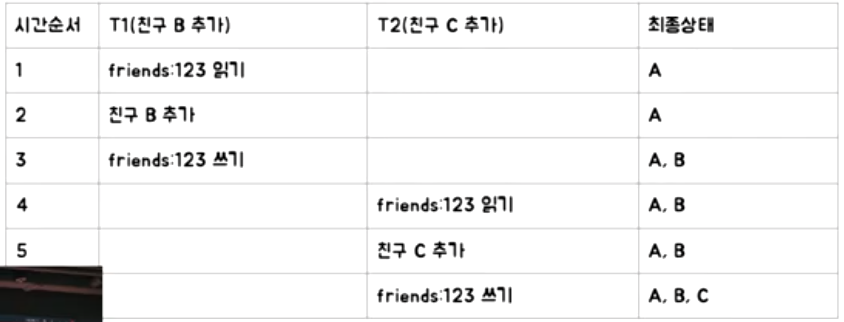 시간순서 T1(친구 B 추가) T2(친구 C 추가) 최종상태
1 friends:123 읽기 A
2 친구 B 추가 A
3 friends:123 쓰기 A, B
4 friends:123 읽기 A, B
5 친구 C 추가 A, B
friends:123 쓰기 A, B, C